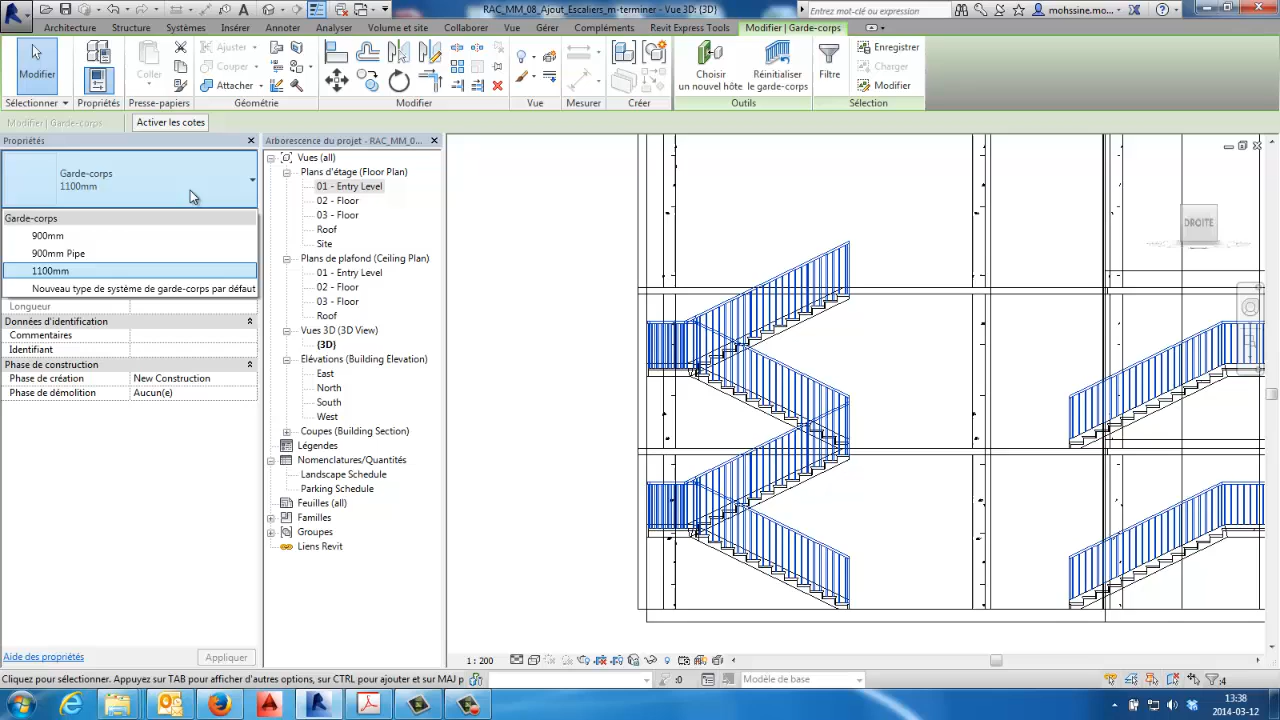 RAC_MM_08_Ajout_Escaliers_m-terminer - Vue 3D: {3D}
Entrez mot-clé ou expression
mohssine.mo...
Architecture Structure Systèmes Insérer Annoter Analyser Volume et site Collaborer Vue Gérer Compléments Revit Express Tools Modifier | Garde-corps
Modifier
Coller
Ajuster
Couper
Attacher
Choisir
un nouvel hôte
Réinitialiser
le garde-corps
Filtre
Enregistrer
Charger
Modifier
Sélectionner Propriétés Presse-papiers Géométrie Modifier Vue Mesurer Créer Outils Sélection
Modifier | Garde-corps
Activer les cotes
Propriétés
Garde-corps
1100mm
Garde-corps
900mm
900mm Pipe
1100mm
Nouveau type de système de garde-corps par défaut
Longueur
Données d'identification
Commentaires
Identifiant
Phase de construction
Phase de création New Construction
Phase de démolition Aucun(e)
Aide des propriétés
Appliquer
Arborescence du projet - RAC_MM_0...
Vues (all)
Plans d'étage (Floor Plan)
01 - Entry Level
02 - Floor
03 - Floor
Roof
Site
Plans de plafond (Ceiling Plan)
01 - Entry Level
02 - Floor
03 - Floor
Roof
Vues 3D (3D View)
{3D}
Elévations (Building Elevation)
East
North
South
West
Coupes (Building Section)
Légendes
Nomenclatures/Quantités
Landscape Schedule
Parking Schedule
Feuilles (all)
Familles
Groupes
Liens Revit
DROITE
1 : 200
Cliquez pour sélectionner. Appuyez sur TAB pour afficher d'autres options, sur CTRL pour ajouter et sur MAJ p
:0
Modèle de base
:4
13:38
2014-03-12